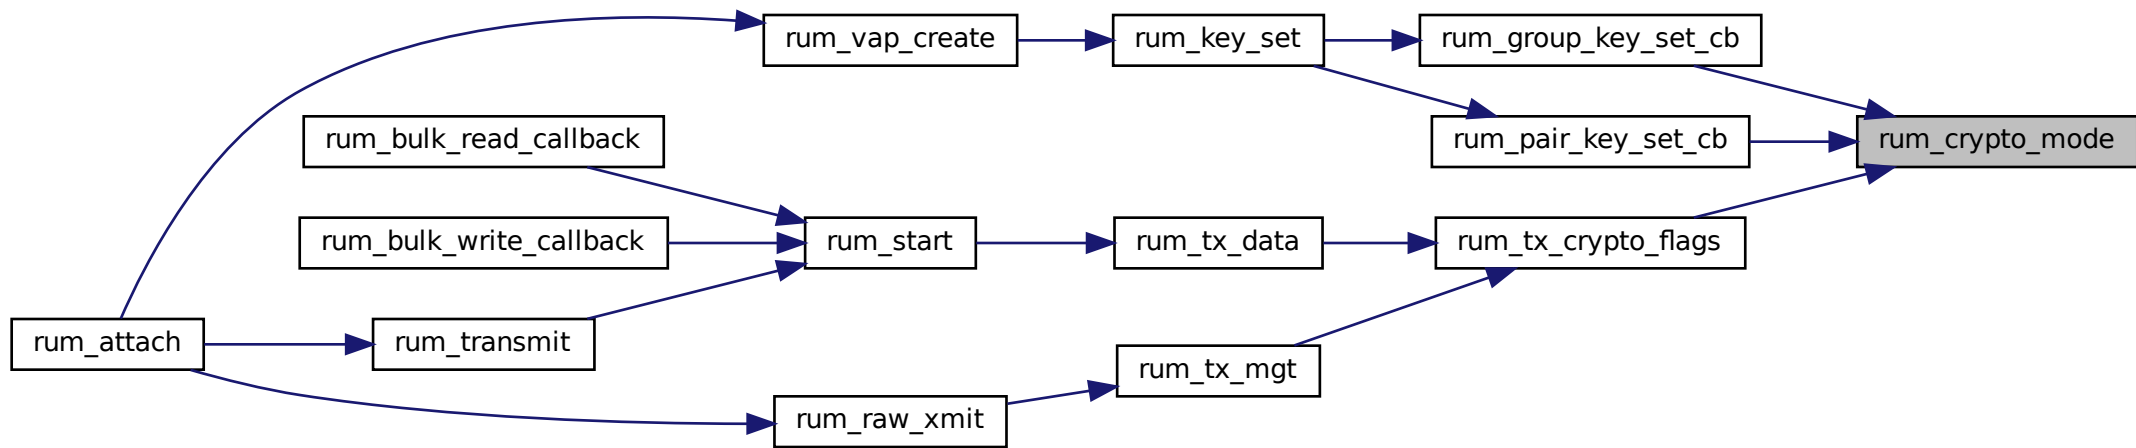 rum_vap_create
rum_key_set
rum_group_key_set_cb
rum_bulk_read_callback
rum_pair_key_set_cb
rum_crypto_mode
rum_bulk_write_callback
rum_start
rum_tx_data
rum_tx_crypto_flags
rum_attach
rum_transmit
rum_tx_mgt
rum_raw_xmit